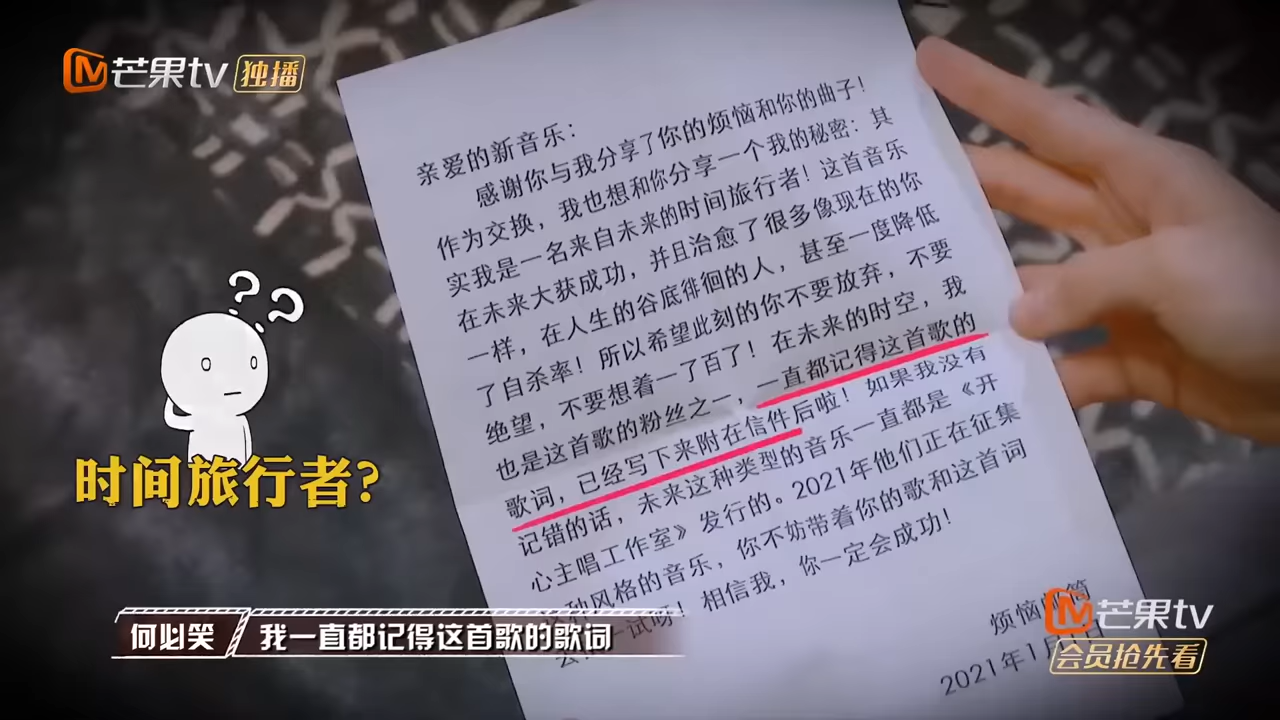 芒果tv 独播
亲爱的新音乐:
感谢你与我分享了你的烦恼和你的曲子!
作为交换,我也想和你分享一个我的秘密:其
实我是一名来自未来的时间旅行者!这首音乐
在未来大获成功,并且治愈了很多像现在的你
一样,在人生的谷底徘徊的人,甚至一度降低
了自杀率!所以希望此刻的你不要放弃,不要
绝望,不要想着一了百了!在未来的时空,我
也是这首歌的粉丝之一,一直都记得这首歌的
歌词,已经写下来附在信件后啦!如果我没有
记错的话,未来这种类型的音乐一直都是《开
心主唱工作室》发行的。2021年他们正在征集
种风格的音乐,你不妨带着你的歌和这首词
试呀,相信我,你一定会成功!
烦恼
2021年1
??
时间旅行者?
何必笑 我一直都记得这首歌的歌词
芒果tv
会员抢先看